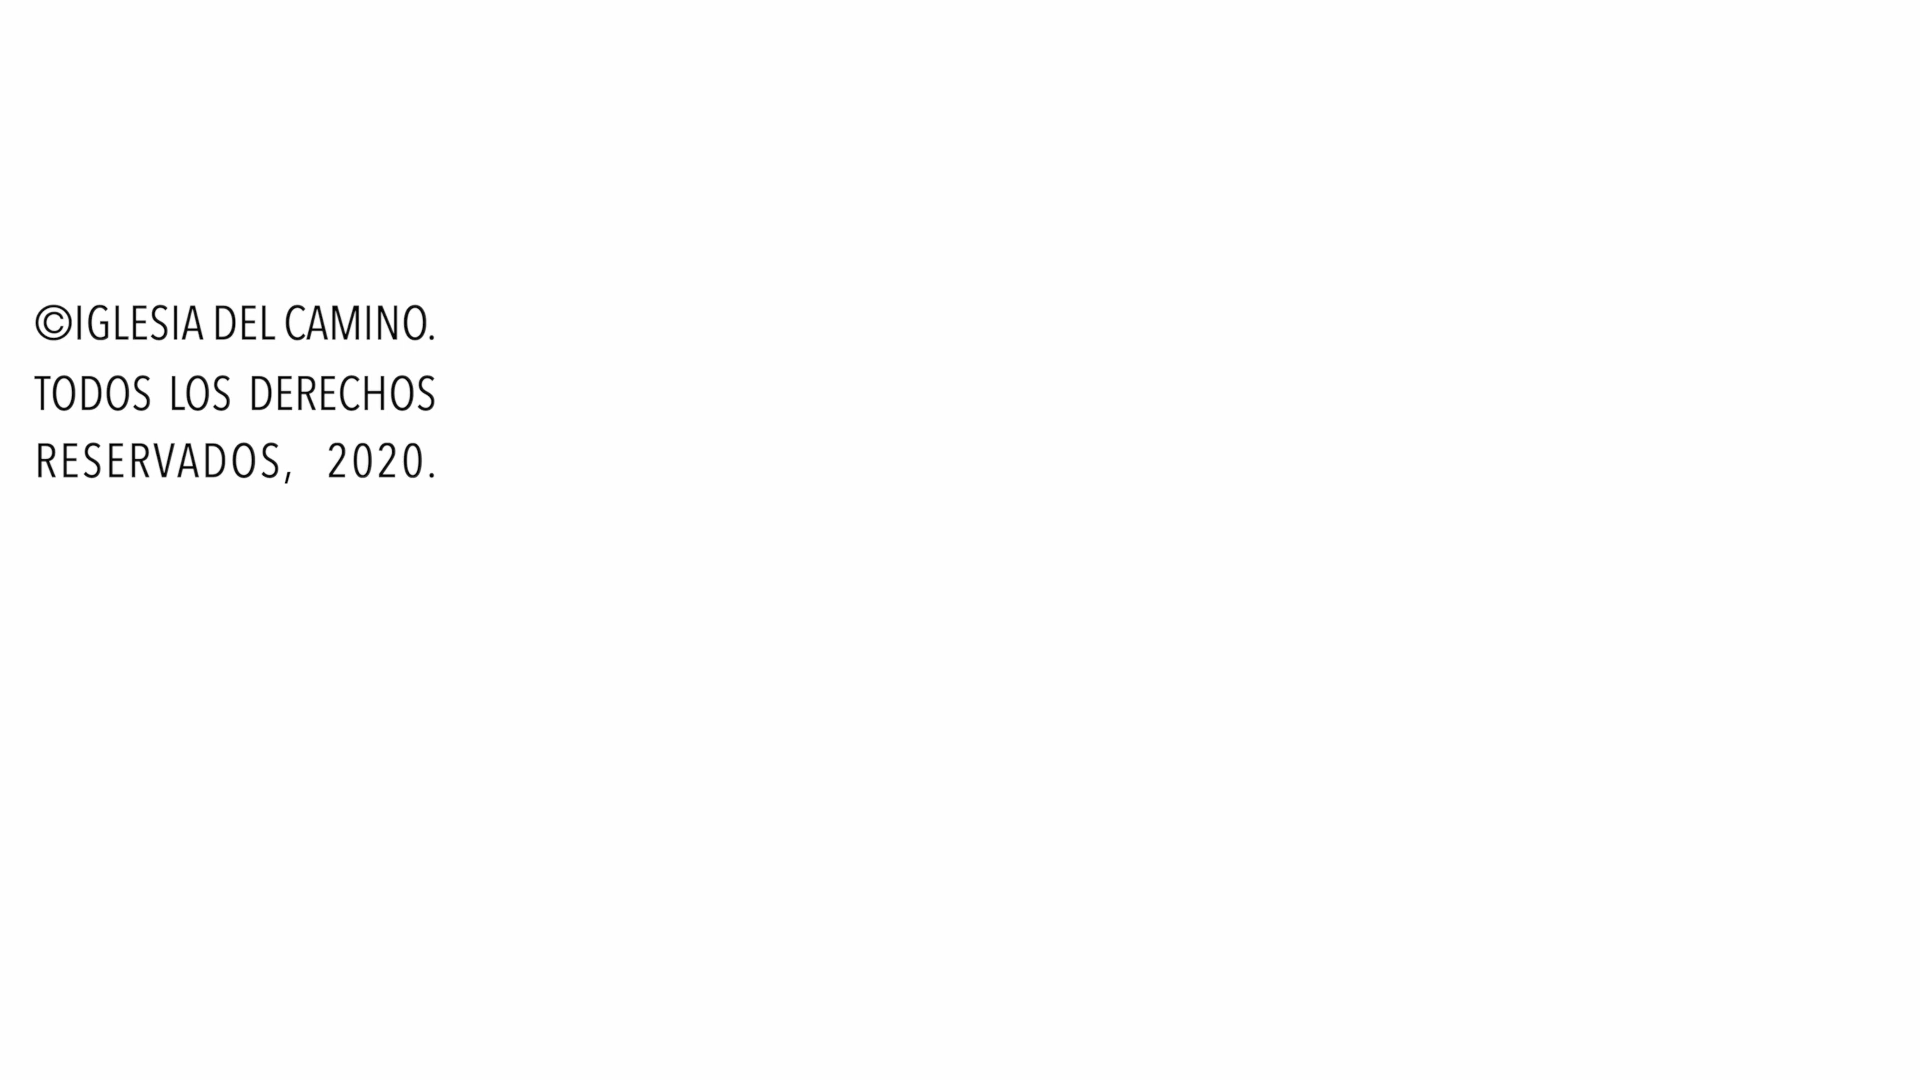 ©IGLESIA DEL CAMINO.
TODOS LOS DERECHOS
RESERVADOS, 2020.